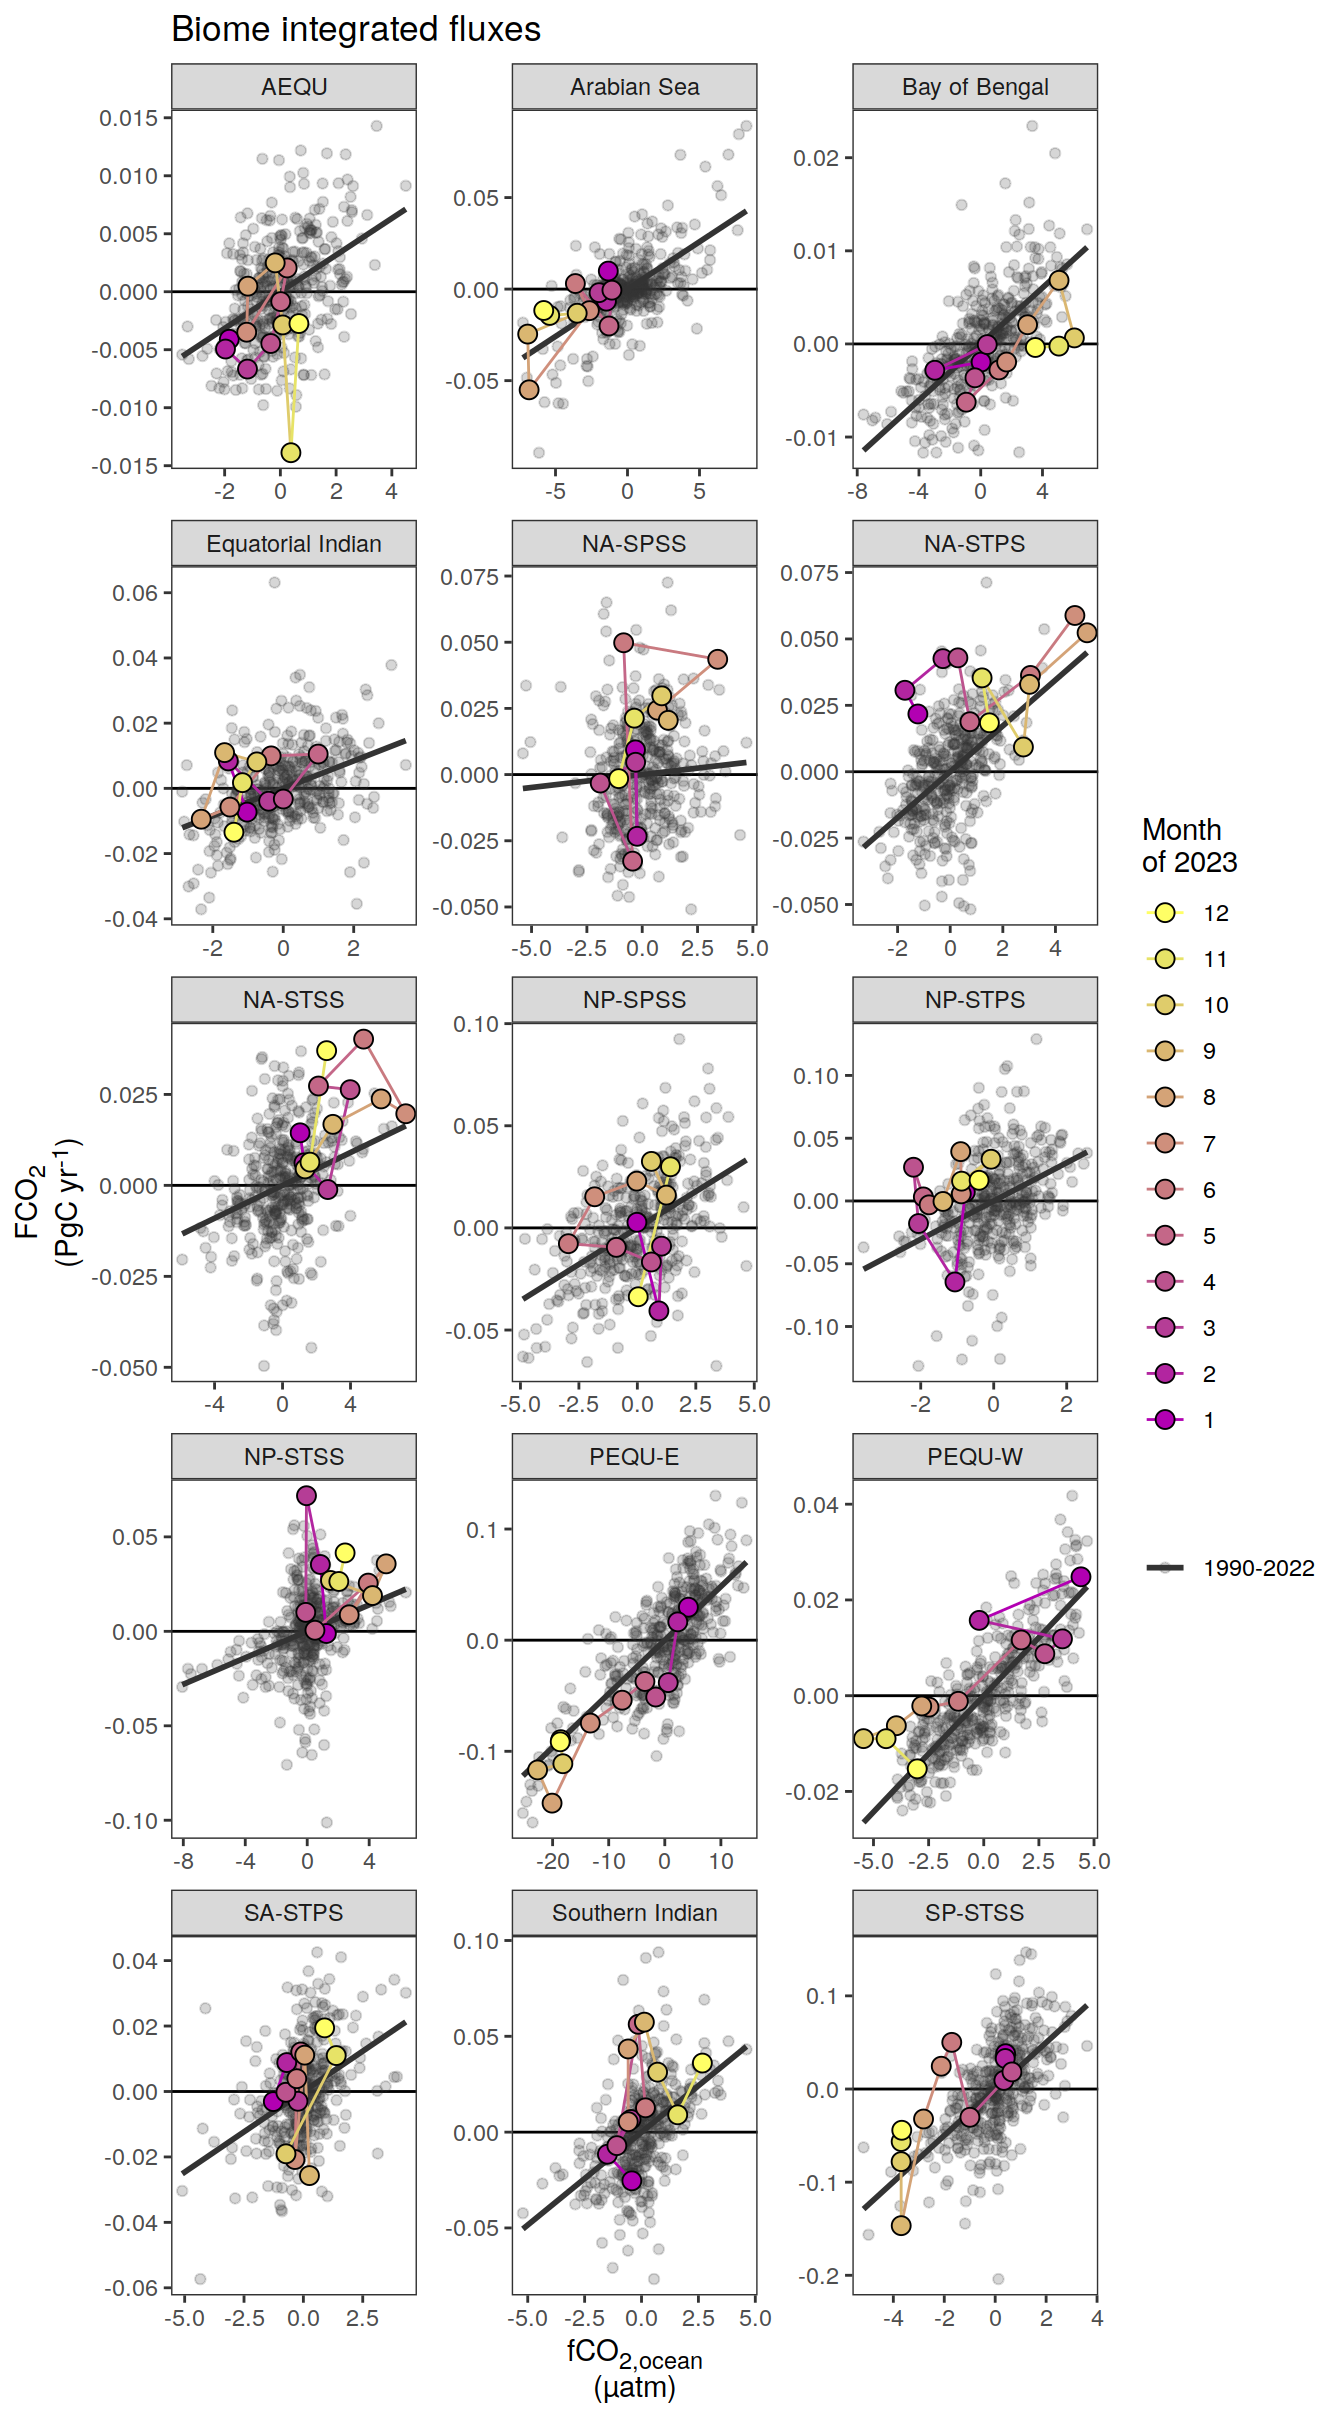 Biome integrated fluxes
AEQU
Arabian Sea
Bay of Bengal
0.015
0.010
0.005
0.000
-0.005
-0.010
-0.015
0.05
0.00
-0.05
0.02
0.01
0.00
-0.01
-2 0 2 4
-5 0 5
-8 -4 0 4
Equatorial Indian
NA-SPSS
NA-STPS
0.06
0.04
0.02
0.00
-0.02
-0.04
0.075
0.050
0.025
0.000
-0.025
-0.050
0.075
0.050
0.025
0.000
-0.025
-0.050
-2 0 2
-5.0 -2.5 0.0 2.5 5.0
-2 0 2 4
NA-STSS
NP-SPSS
NP-STPS
0.025
0.000
-0.025
-0.050
0.10
0.05
0.00
-0.05
0.10
0.05
0.00
-0.05
-0.10
-4 0 4
-5.0 -2.5 0.0 2.5 5.0
-2 0 2
NP-STSS
PEQU-E
PEQU-W
0.05
0.00
-0.05
-0.10
0.1
0.0
-0.1
0.04
0.02
0.00
-0.02
-8 -4 0 4
-20 -10 0 10
-5.0 -2.5 0.0 2.5 5.0
SA-STPS
Southern Indian
SP-STSS
0.04
0.02
0.00
-0.02
-0.04
-0.06
0.10
0.05
0.00
-0.05
0.1
0.0
-0.1
-0.2
-5.0 -2.5 0.0 2.5
-5.0 -2.5 0.0 2.5 5.0
-4 -2 0 2 4
FCO₂
(PgC yr⁻¹)
fCO₂,ocean
(µatm)
Month
of 2023
12
11
10
9
8
7
6
5
4
3
2
1
1990-2022